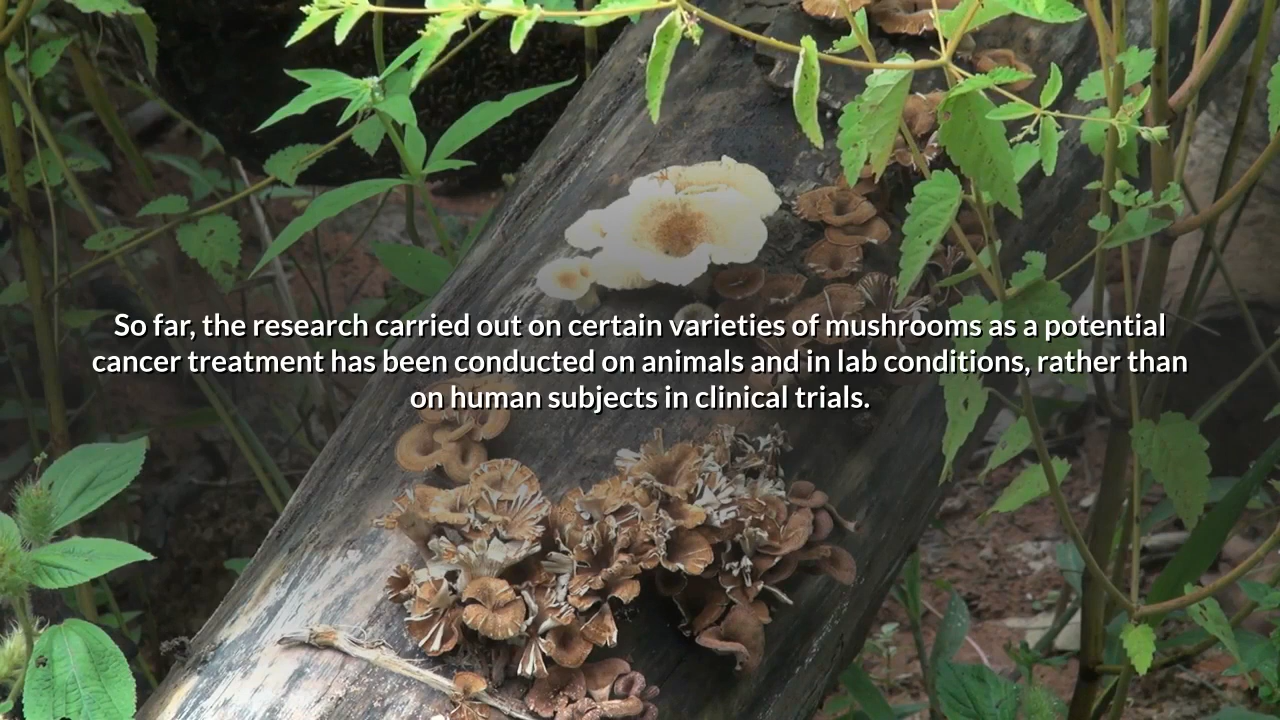 So far, the research carried out on certain varieties of mushrooms as a potential
cancer treatment has been conducted on animals and in lab conditions, rather than
on human subjects in clinical trials.